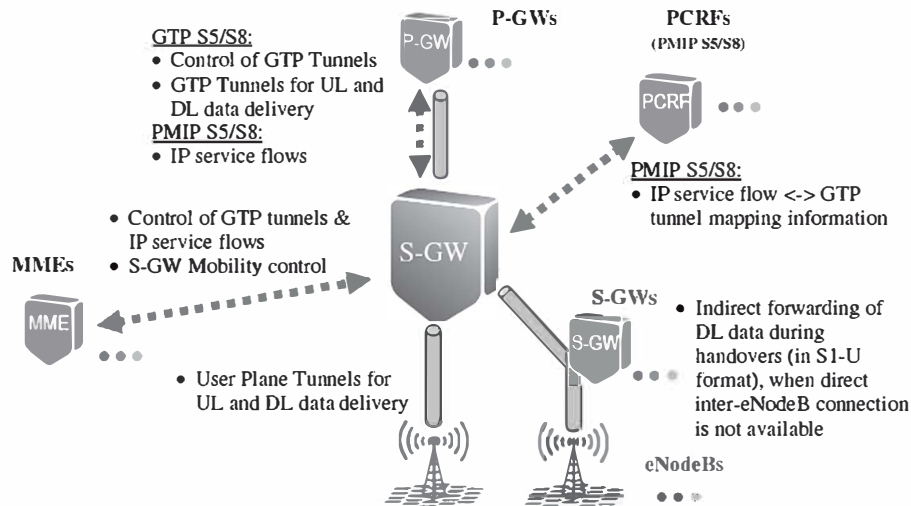 P-GWs
PCRFs
(PMIP S5/S8)
GTP S5/S8:
• Control of GTP Tunnels
• GTP Tunnels for UL and
DL data delivery
PMIP S5/S8:
• IP service flows
P-GW
PCRF
PMIP S5/S8:
• IP service flow <-> GTP
tunnel mapping information
• Control of GTP tunnels &
IP service flows
• S-GW Mobility control
MMEs
MME
S-GW
S-GWs
S-GW
• Indirect forwarding of
DL data during
handovers (in S1-U
format), when direct
inter-eNodeB connection
is not available
• User Plane Tunnels for
UL and DL data delivery
eNodeBs